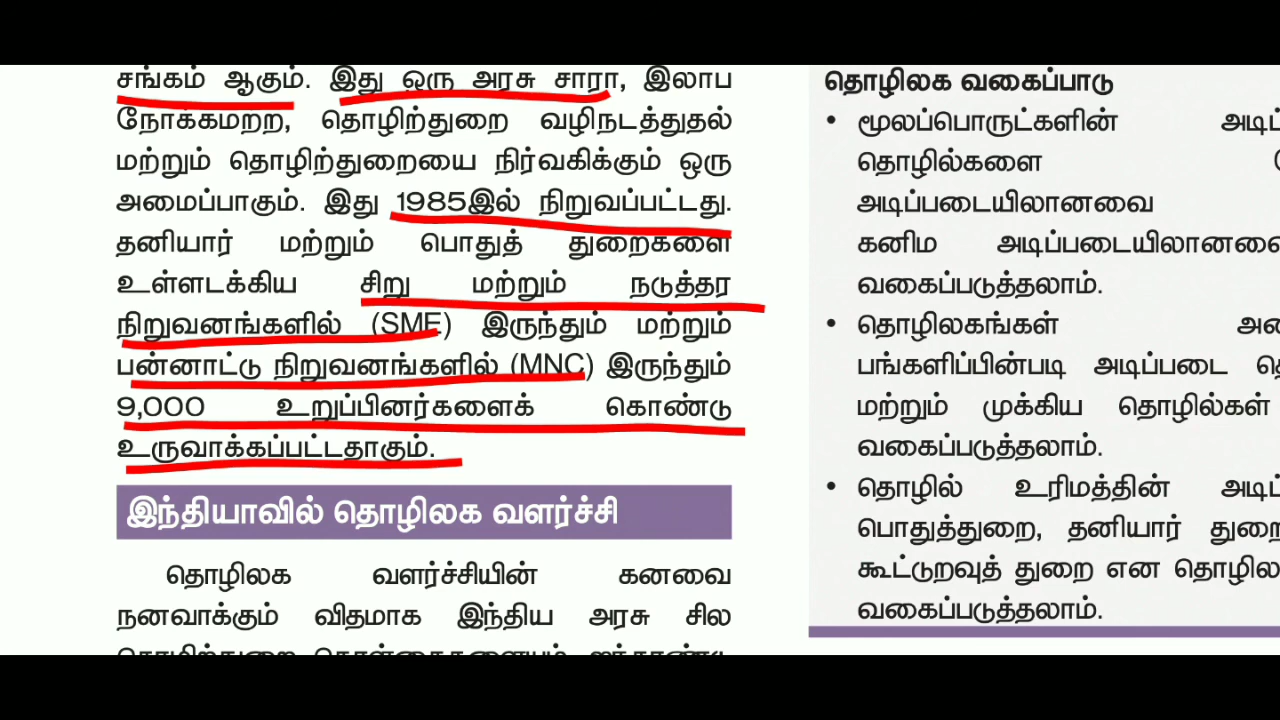 சங்கம் ஆகும். இது ஒரு அரசு சாரா, இலாப
நோக்கமற்ற, தொழிற்துறை வழிநடத்துதல்
மற்றும் தொழிற்துறையை நிர்வகிக்கும் ஒரு
அமைப்பாகும். இது 1985இல் நிறுவப்பட்டது.
தனியார் மற்றும் பொதுத் துறைகளை
உள்ளடக்கிய சிறு மற்றும் நடுத்தர
நிறுவனங்களில் (SME) இருந்தும் மற்றும்
பன்னாட்டு நிறுவனங்களில் (MNC) இருந்தும்
9,000 உறுப்பினர்களைக் கொண்டு
உருவாக்கப்பட்டதாகும்.
இந்தியாவில் தொழிலக வளர்ச்சி
தொழிலக வளர்ச்சியின் கனவை
நனவாக்கும் விதமாக இந்திய அரசு சில
தொழிலக வகைப்பாடு
• மூலப்பொருட்களின்
தொழில்களை
அடிப்படையிலானவை
கனிம அடிப்படையிலானவை
வகைப்படுத்தலாம்.
• தொழிலகங்கள்
பங்களிப்பின்படி அடிப்படை
மற்றும் முக்கிய தொழில்கள்
வகைப்படுத்தலாம்.
• தொழில் உரிமத்தின்
பொதுத்துறை, தனியார்
கூட்டுறவுத் துறை என
வகைப்படுத்தலாம்.